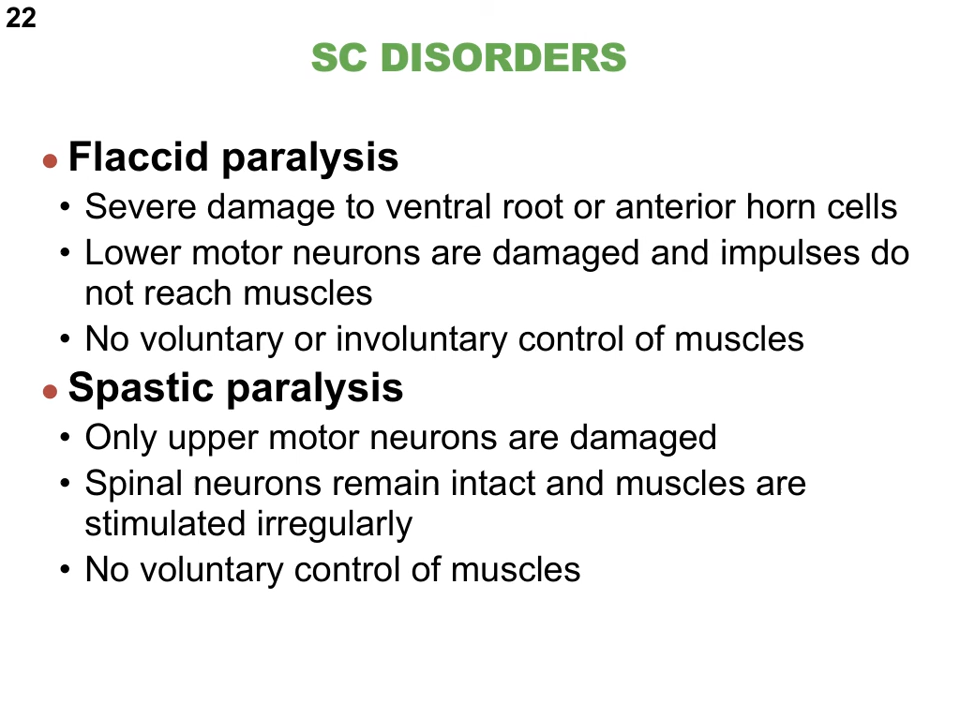 22
SC DISORDERS
● Flaccid paralysis
• Severe damage to ventral root or anterior horn cells
• Lower motor neurons are damaged and impulses do
not reach muscles
• No voluntary or involuntary control of muscles
● Spastic paralysis
• Only upper motor neurons are damaged
• Spinal neurons remain intact and muscles are
stimulated irregularly
• No voluntary control of muscles